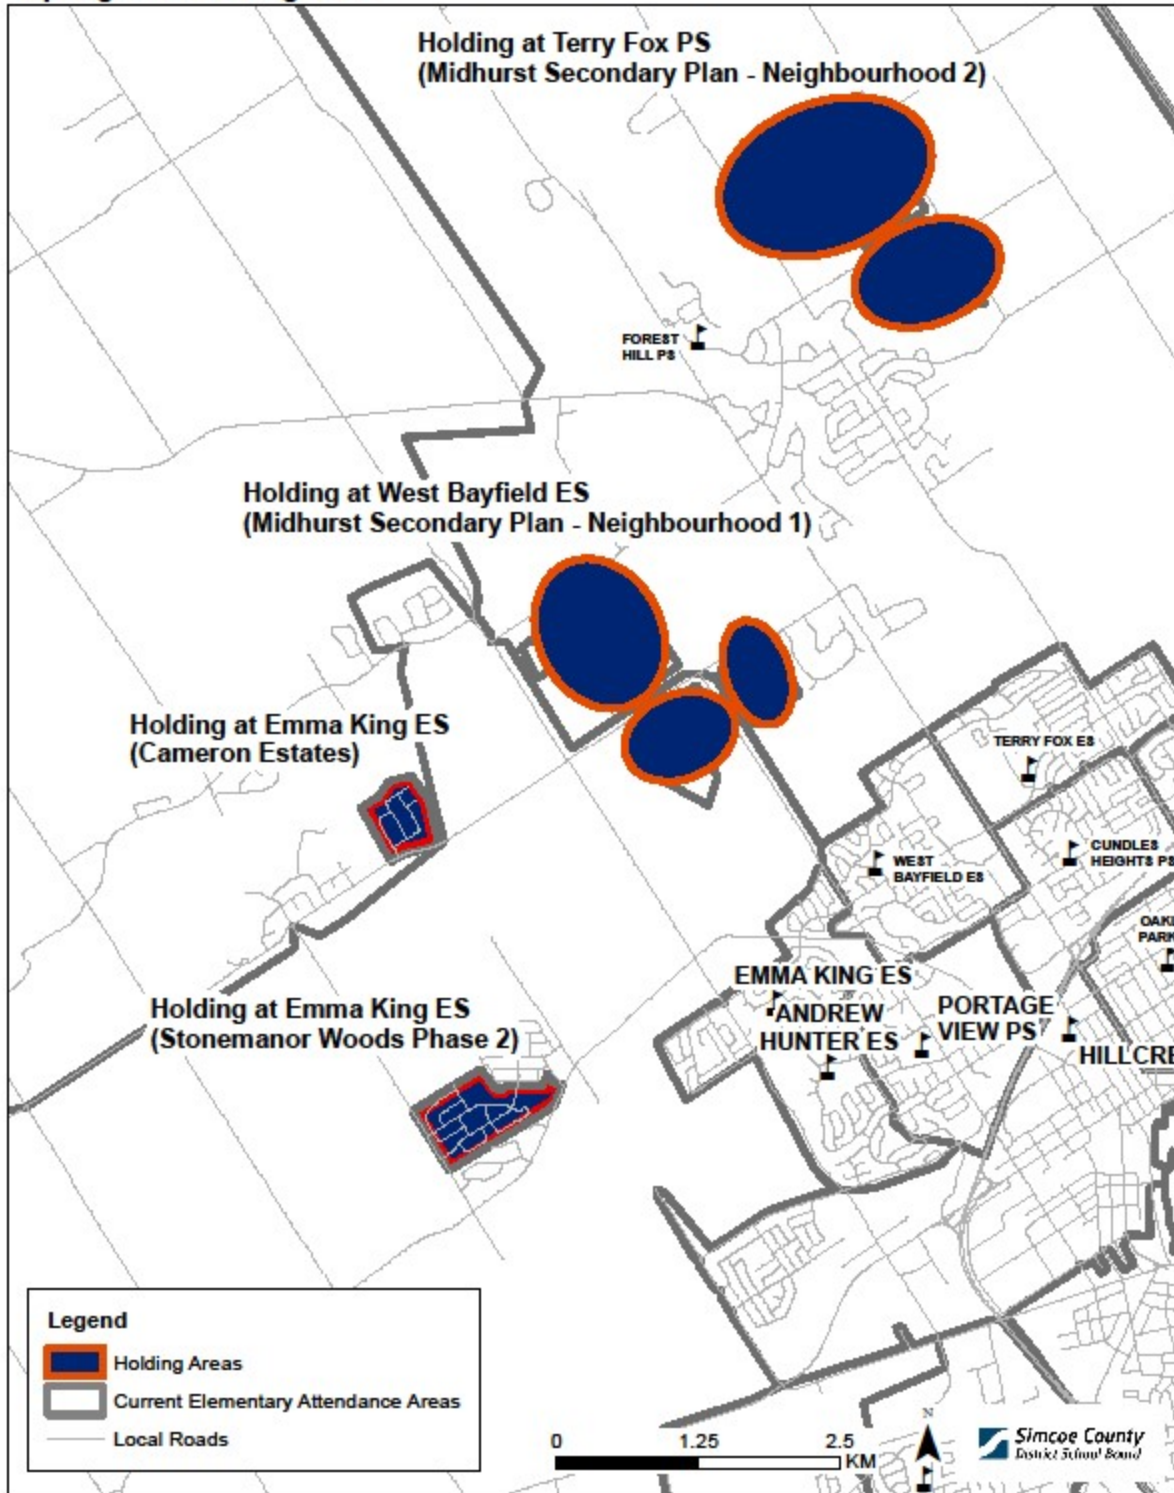 Holding at Terry Fox PS
(Midhurst Secondary Plan - Neighbourhood 2)
FOREST
HILL PS
Holding at West Bayfield ES
(Midhurst Secondary Plan - Neighbourhood 1)
Holding at Emma King ES
(Cameron Estates)
TERRY FOX ES
CUNDLES
HEIGHTS PS
WEST
BAYFIELD ES
PARK
EMMA KING ES
ANDREW
HUNTER ES
PORTAGE
VIEW PS
HILLCRE
Holding at Emma King ES
(Stonemanor Woods Phase 2)
Legend
Holding Areas
Current Elementary Attendance Areas
Local Roads
0 1.25 2.5
KM
N
Simcoe County
District School Board